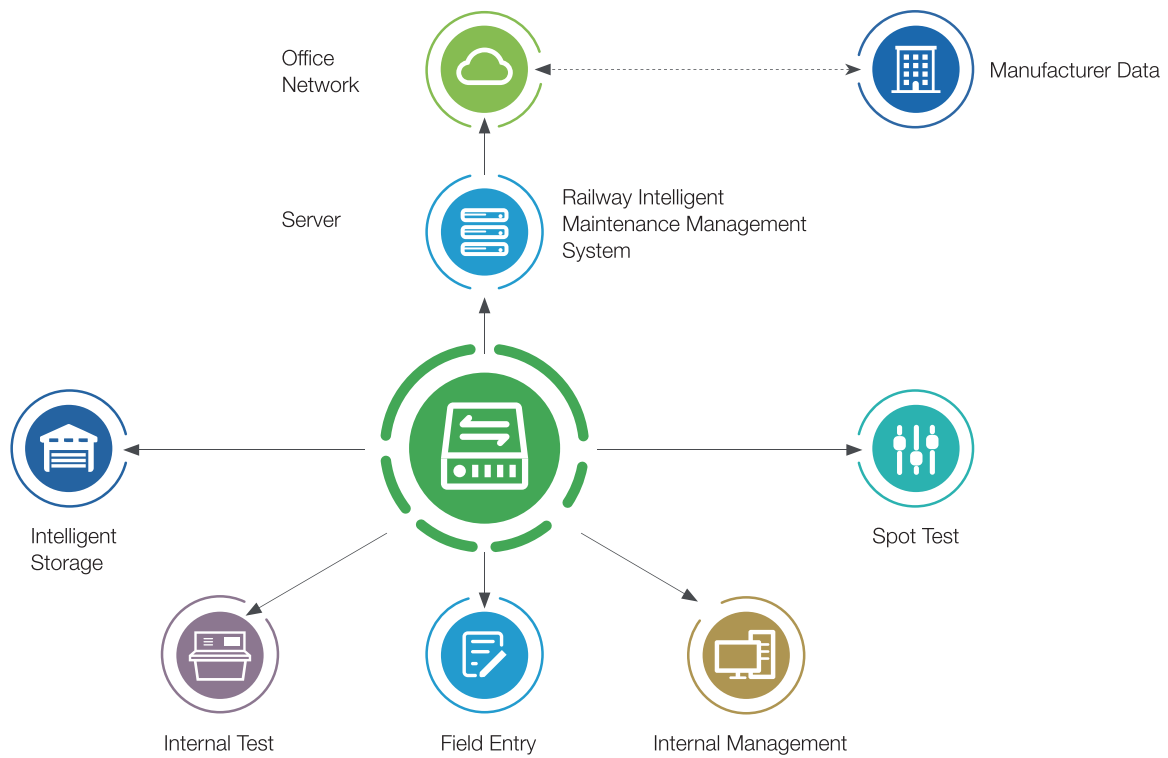 Office
Network
Manufacturer Data
Server
Railway Intelligent
Maintenance Management
System
Intelligent
Storage
Spot Test
Internal Test
Field Entry
Internal Management